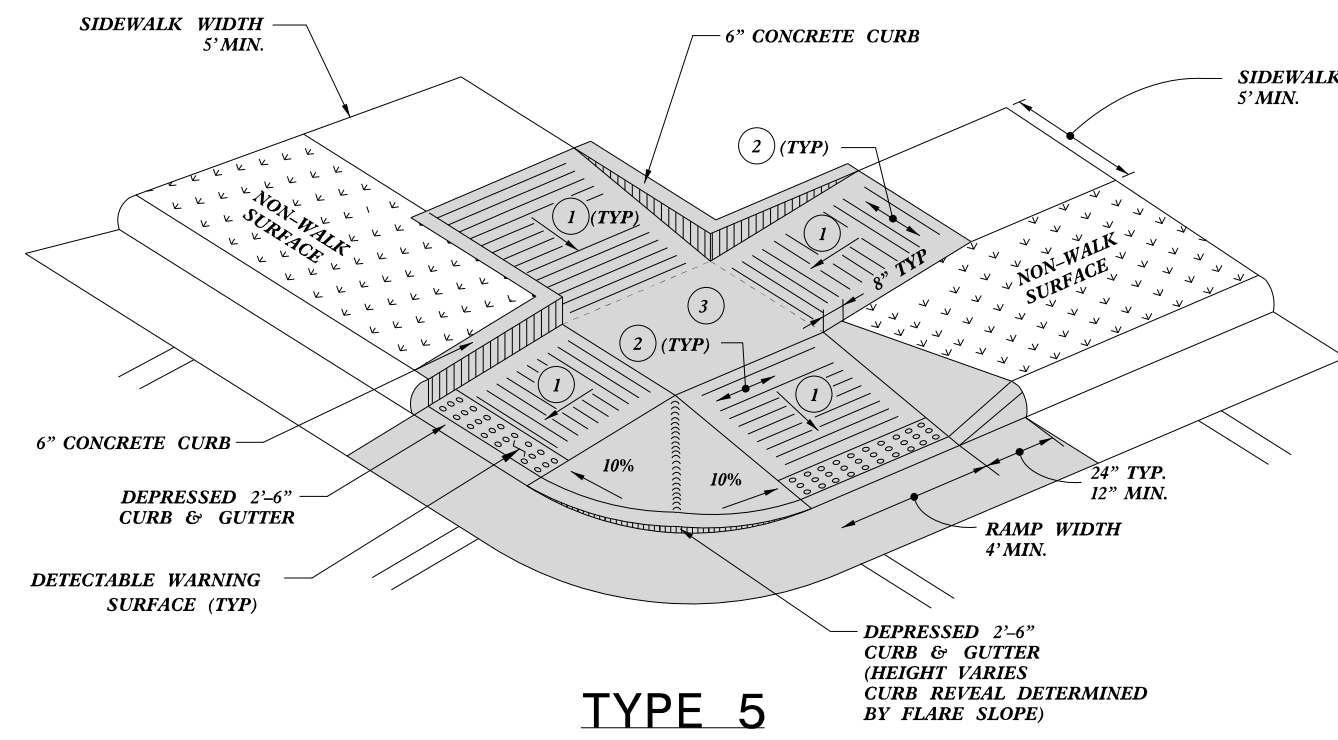 SIDEWALK WIDTH
5' MIN.
6" CONCRETE CURB
SIDEWALK
5' MIN.
2 (TYP)
NON-WALK
SURFACE
1 (TYP)
1
8" TYP
NON-WALK
SURFACE
3
2 (TYP)
1
1
6" CONCRETE CURB
10%
10%
24" TYP.
12" MIN.
DEPRESSED 2'-6"
CURB & GUTTER
RAMP WIDTH
4' MIN.
DETECTABLE WARNING
SURFACE (TYP)
DEPRESSED 2'-6"
CURB & GUTTER
(HEIGHT VARIES
CURB REVEAL DETERMINED
BY FLARE SLOPE)
TYPE 5